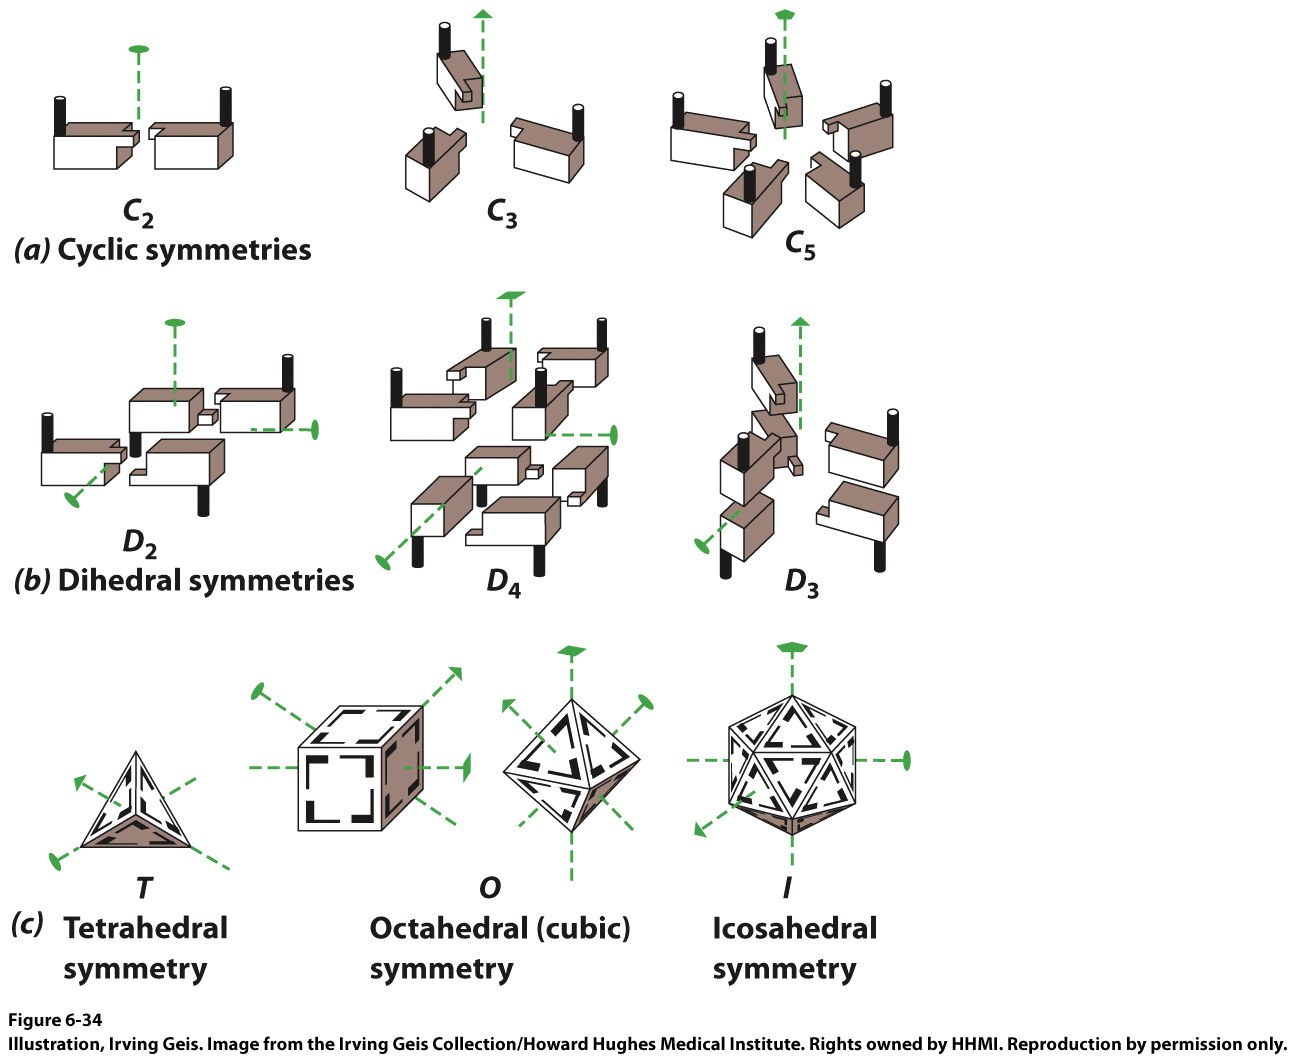 C2
C3
C5
(a) Cyclic symmetries
D2
D4
D3
(b) Dihedral symmetries
T
O
I
(c) Tetrahedral symmetry
Octahedral (cubic) symmetry
Icosahedral symmetry
Figure 6-34
Illustration, Irving Geis. Image from the Irving Geis Collection/Howard Hughes Medical Institute. Rights owned by HHMI. Reproduction by permission only.